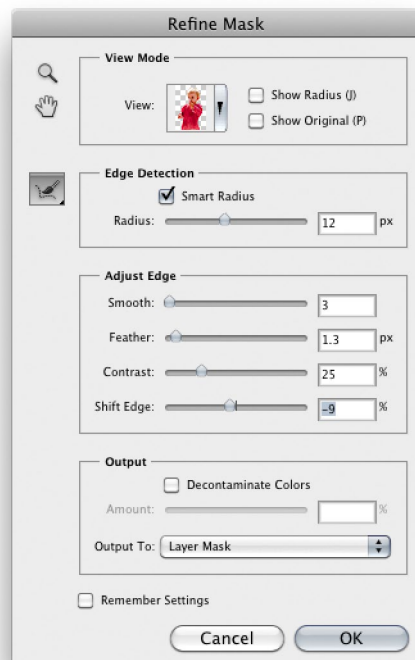 Refine Mask
View Mode
View:
Show Radius (J)
Show Original (P)
Edge Detection
Smart Radius
Radius: 12 px
Adjust Edge
Smooth: 3
Feather: 1.3 px
Contrast: 25 %
Shift Edge: -9 %
Output
Decontaminate Colors
Amount: %
Output To: Layer Mask
Remember Settings
Cancel OK